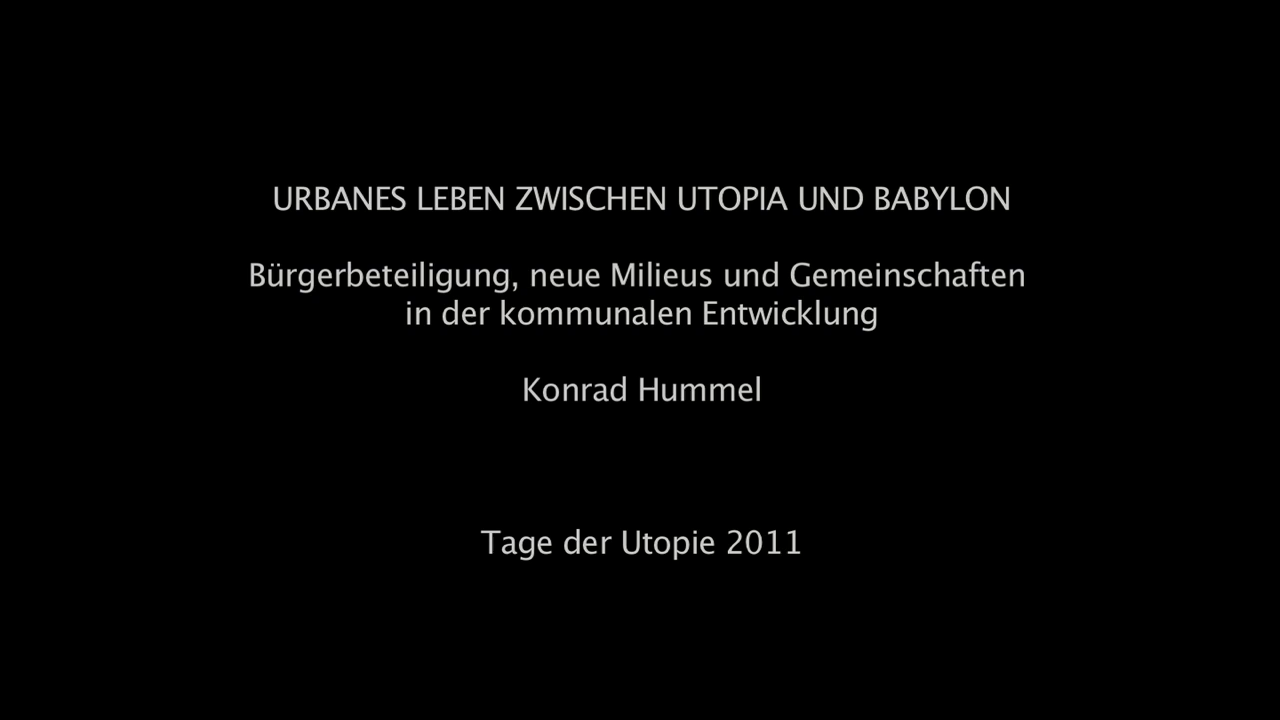 URBANES LEBEN ZWISCHEN UTOPIA UND BABYLON
Bürgerbeteiligung, neue Milieus und Gemeinschaften
in der kommunalen Entwicklung
Konrad Hummel
Tage der Utopie 2011